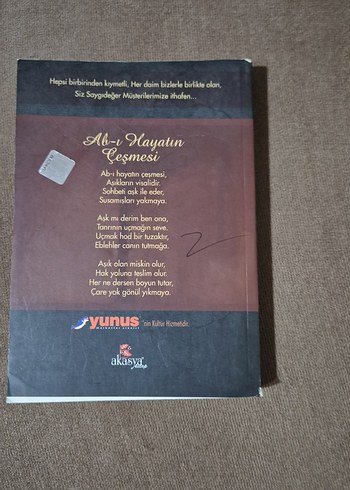 Hepsi birbirinden kıymetli, Her daim bizlerle birlikte olan,
Siz Saygıdeğer Müşterilerimize ithafen...
Ab-ı Hayatın
Çeşmesi
Ab-ı hayatın çeşmesi,
Aşıkların visalidir.
Sohbeti aşk ile eder,
Susamışları yakmaya.
Aşk mı derim ben ona,
Tanrının uçmağın seve.
Uçmak hod bir tuzaktır,
Eblehler canın tutmağa.
Aşık olan miskin olur,
Hak yoluna teslim olur.
Her ne dersen boyun tutar,
Çare yok gönül yıkmaya.
yunus 'nin Kültür Hizmetidir.
akasya